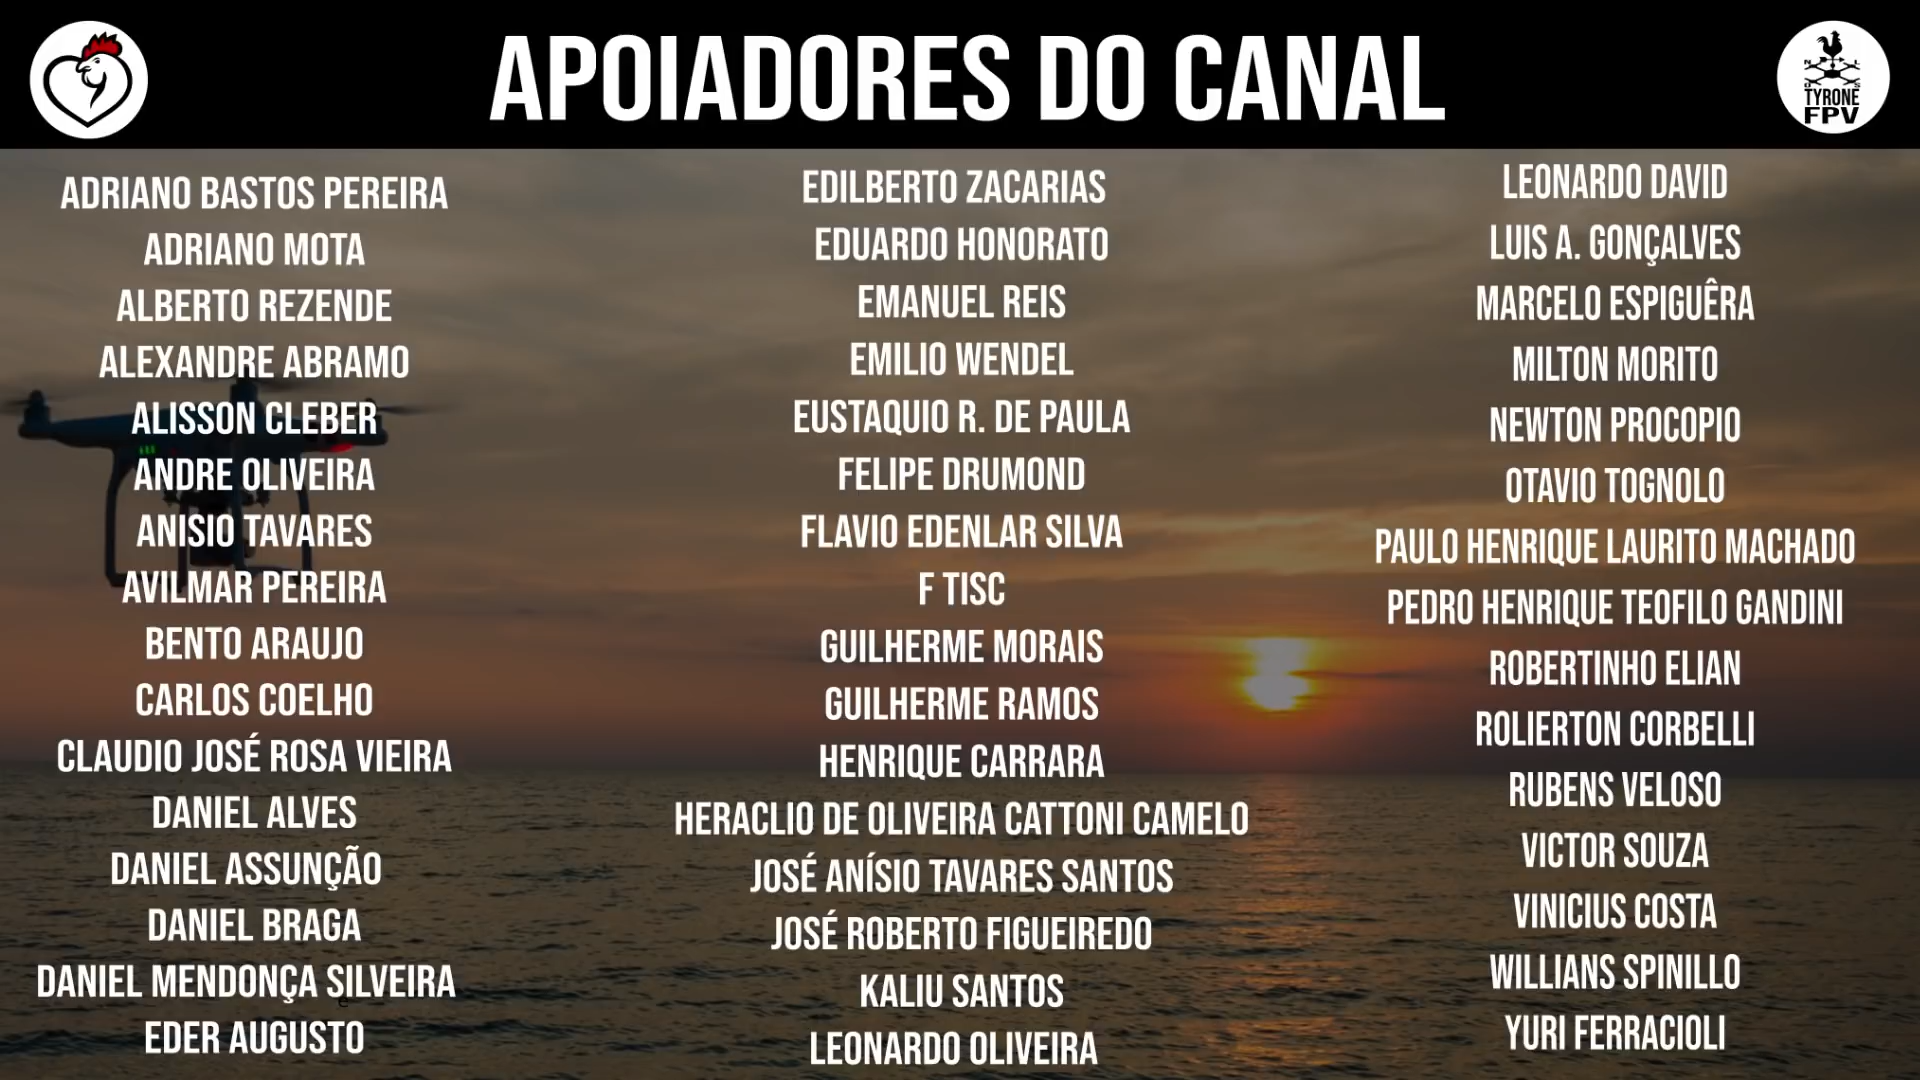 APOIADORES DO CANAL
N L
O S
TYRONE
FPV
ADRIANO BASTOS PEREIRA
ADRIANO MOTA
ALBERTO REZENDE
ALEXANDRE ABRAMO
ALISSON CLEBER
ANDRE OLIVEIRA
ANISIO TAVARES
AVILMAR PEREIRA
BENTO ARAUJO
CARLOS COELHO
CLAUDIO JOSÉ ROSA VIEIRA
DANIEL ALVES
DANIEL ASSUNÇÃO
DANIEL BRAGA
DANIEL MENDONÇA SILVEIRA
e
EDER AUGUSTO
EDILBERTO ZACARIAS
EDUARDO HONORATO
EMANUEL REIS
EMILIO WENDEL
EUSTAQUIO R. DE PAULA
FELIPE DRUMOND
FLAVIO EDENLAR SILVA
F TISC
GUILHERME MORAIS
GUILHERME RAMOS
HENRIQUE CARRARA
HERACLIO DE OLIVEIRA CATTONI CAMELO
JOSÉ ANÍSIO TAVARES SANTOS
JOSÉ ROBERTO FIGUEIREDO
KALIU SANTOS
LEONARDO OLIVEIRA
LEONARDO DAVID
LUIS A. GONÇALVES
MARCELO ESPIGUÊRA
MILTON MORITO
NEWTON PROCOPIO
OTAVIO TOGNOLO
PAULO HENRIQUE LAURITO MACHADO
PEDRO HENRIQUE TEOFILO GANDINI
ROBERTINHO ELIAN
ROLIERTON CORBELLI
RUBENS VELOSO
VICTOR SOUZA
VINICIUS COSTA
WILLIANS SPINILLO
YURI FERRACIOLI